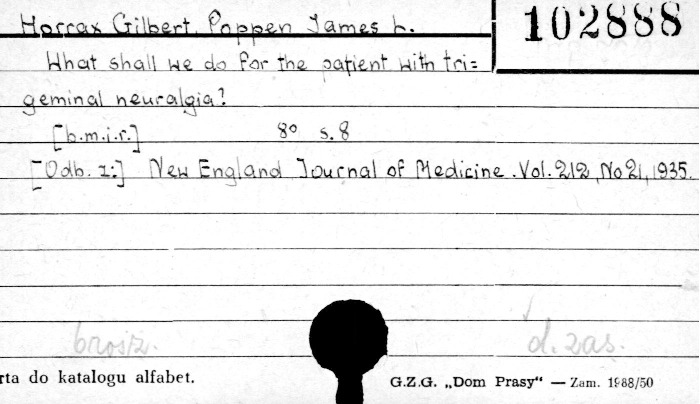 Horrax Gilbert, Poppen James L.
102888
What shall we do for the patient with tri=
geminal neuralgia?
[b.m.i.r.] 8° s. 8
[Odb. z:] New England Journal of Medicine. Vol. 212, No 21, 1935.
brosz. d. zas.
rta do katalogu alfabet.
G.Z.G. „Dom Prasy“ — Zam. 1988/50